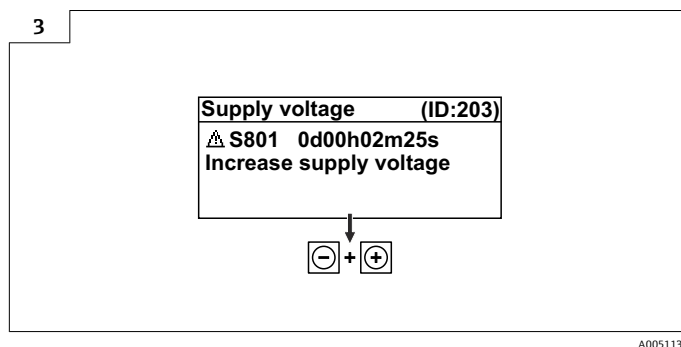 3
Supply voltage (ID:203)
⚠ S801 0d00h02m25s
Increase supply voltage
− + +
A005113